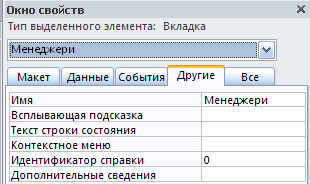 Окно свойств
Тип выделенного элемента: Вкладка
Менеджери
Макет Данные События Другие Все
Имя Менеджери
Всплывающая подсказка
Текст строки состояния
Контекстное меню
Идентификатор справки 0
Дополнительные сведения